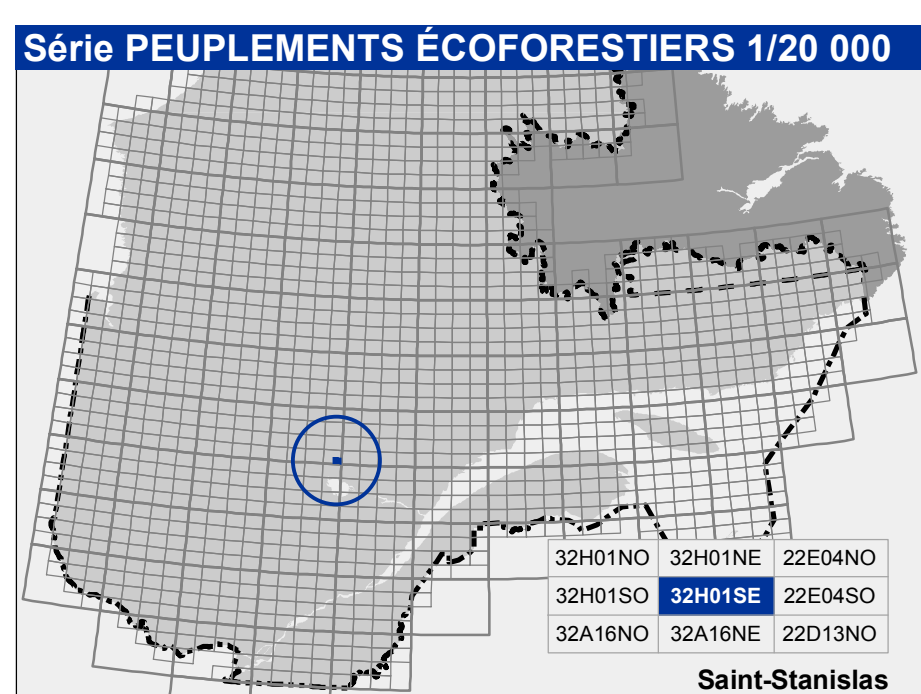 Série PEUPLEMENTS ÉCOFORESTIERS 1/20 000
32H01NO 32H01NE 22E04NO
32H01SO 32H01SE 22E04SO
32A16NO 32A16NE 22D13NO
Saint-Stanislas